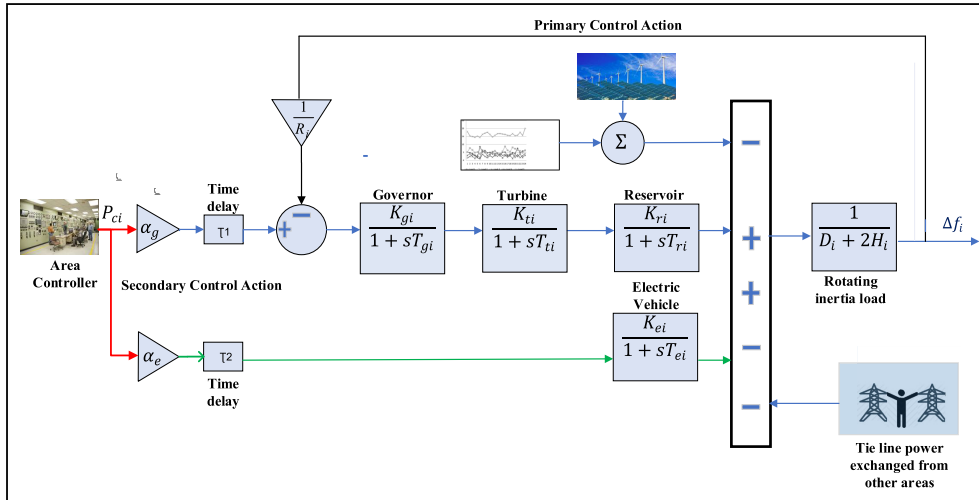 Primary Control Action
1
R_i
Σ
−
Time
delay
Governor
Turbine
Reservoir
P_ci
α_g
τ1
−
+
K_gi
1 + sT_gi
K_ti
1 + sT_ti
K_ri
1 + sT_ri
+
1
D_i + 2H_i
Δf_i
Area
Controller
Secondary Control Action
Rotating
inertia load
Electric
Vehicle
+
K_ei
1 + sT_ei
−
α_e
τ2
Time
delay
−
Tie line power
exchanged from
other areas